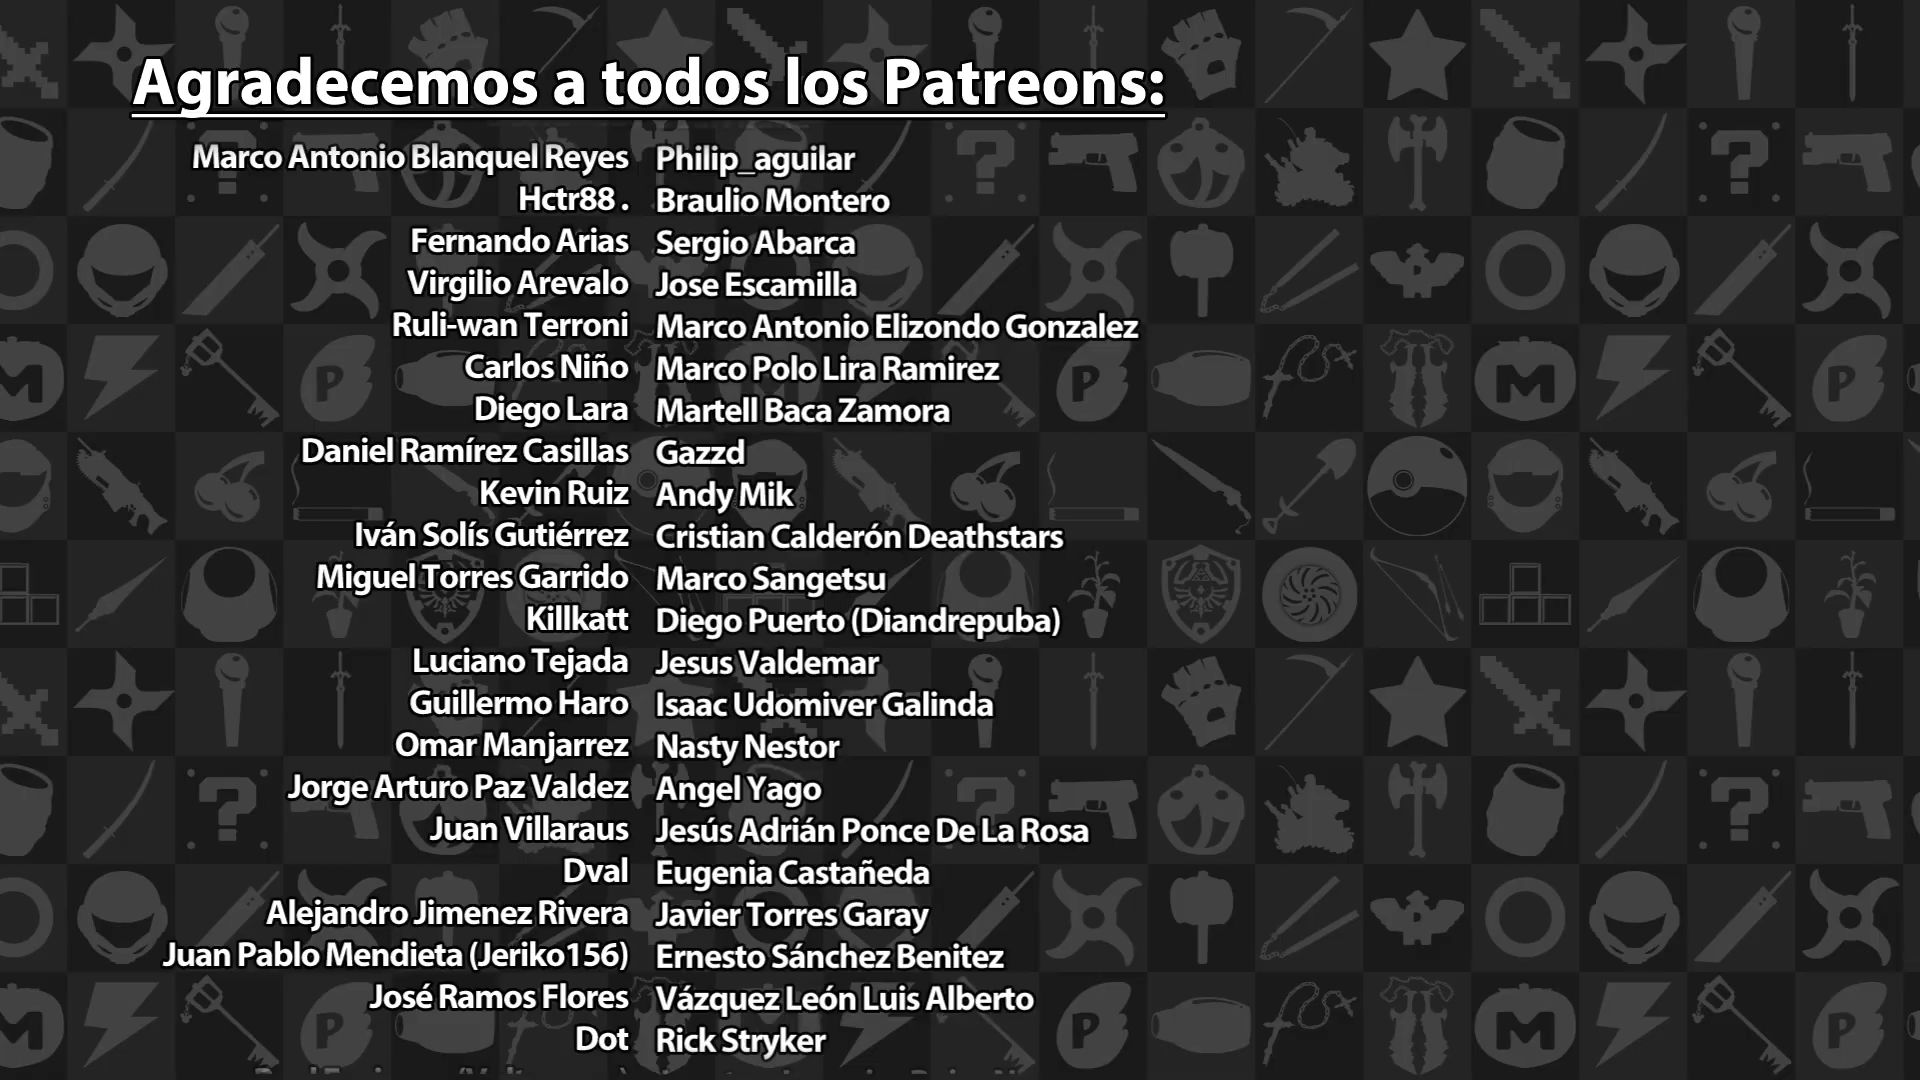 Agradecemos a todos los Patreons:
Marco Antonio Blanquel Reyes
Hctr88 .
Fernando Arias
Virgilio Arevalo
Ruli-wan Terroni
Carlos Niño
Diego Lara
Daniel Ramírez Casillas
Kevin Ruiz
Iván Solís Gutiérrez
Miguel Torres Garrido
Killkatt
Luciano Tejada
Guillermo Haro
Omar Manjarrez
Jorge Arturo Paz Valdez
Juan Villaraus
Dval
Alejandro Jimenez Rivera
Juan Pablo Mendieta (Jeriko156)
José Ramos Flores
Dot
Philip_aguilar
Braulio Montero
Sergio Abarca
Jose Escamilla
Marco Antonio Elizondo Gonzalez
Marco Polo Lira Ramirez
Martell Baca Zamora
Gazzd
Andy Mik
Cristian Calderón Deathstars
Marco Sangetsu
Diego Puerto (Diandrepuba)
Jesus Valdemar
Isaac Udomiver Galinda
Nasty Nestor
Angel Yago
Jesús Adrián Ponce De La Rosa
Eugenia Castañeda
Javier Torres Garay
Ernesto Sánchez Benitez
Vázquez León Luis Alberto
Rick Stryker